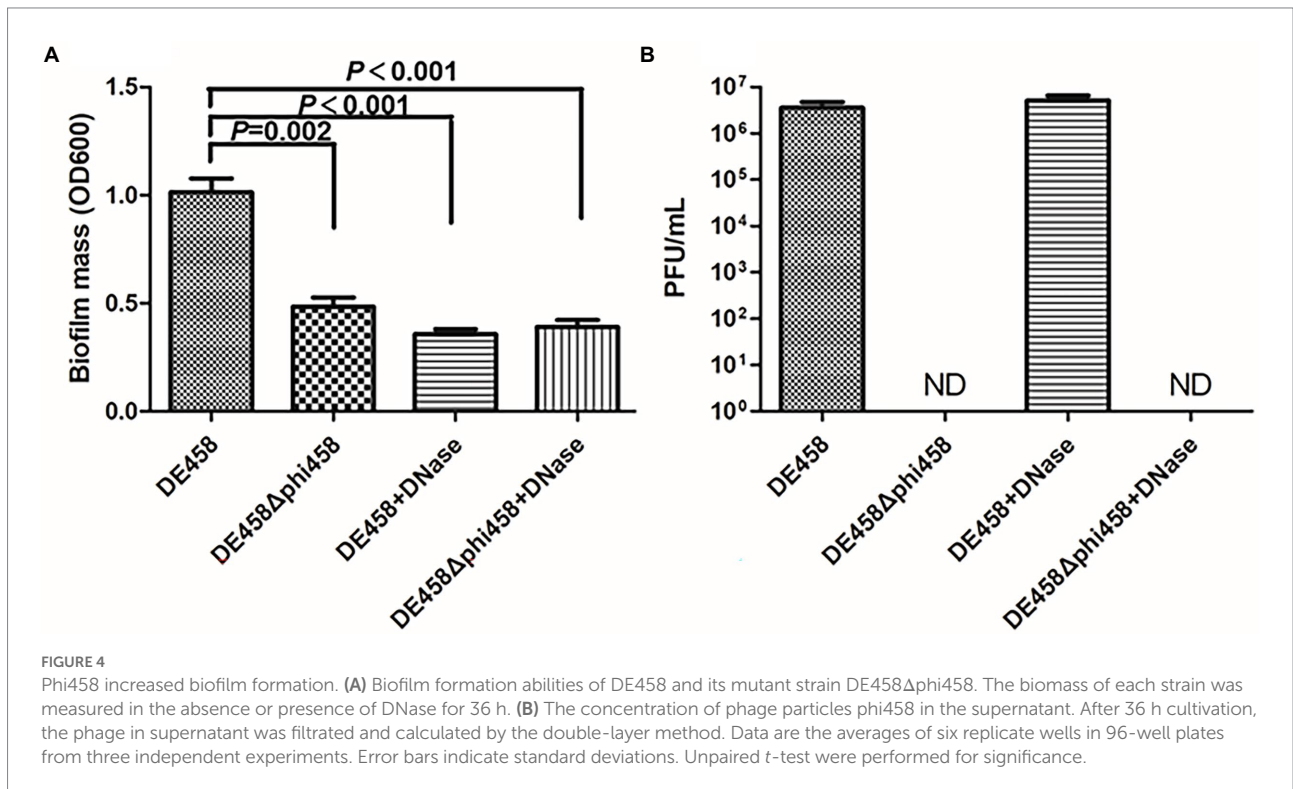 A
P<0.001
P<0.001
P=0.002
1.5
1.0
0.5
0.0
Biofilm mass (OD600)
DE458
DE458Δphi458
DE458+DNase
DE458Δphi458+DNase
B
10⁷
10⁶
10⁵
10⁴
10³
10²
10¹
10⁰
PFU/mL
ND
ND
DE458
DE458Δphi458
DE458+DNase
DE458Δphi458+DNase
FIGURE 4
Phi458 increased biofilm formation. (A) Biofilm formation abilities of DE458 and its mutant strain DE458Δphi458. The biomass of each strain was
measured in the absence or presence of DNase for 36 h. (B) The concentration of phage particles phi458 in the supernatant. After 36 h cultivation,
the phage in supernatant was filtrated and calculated by the double-layer method. Data are the averages of six replicate wells in 96-well plates
from three independent experiments. Error bars indicate standard deviations. Unpaired t-test were performed for significance.